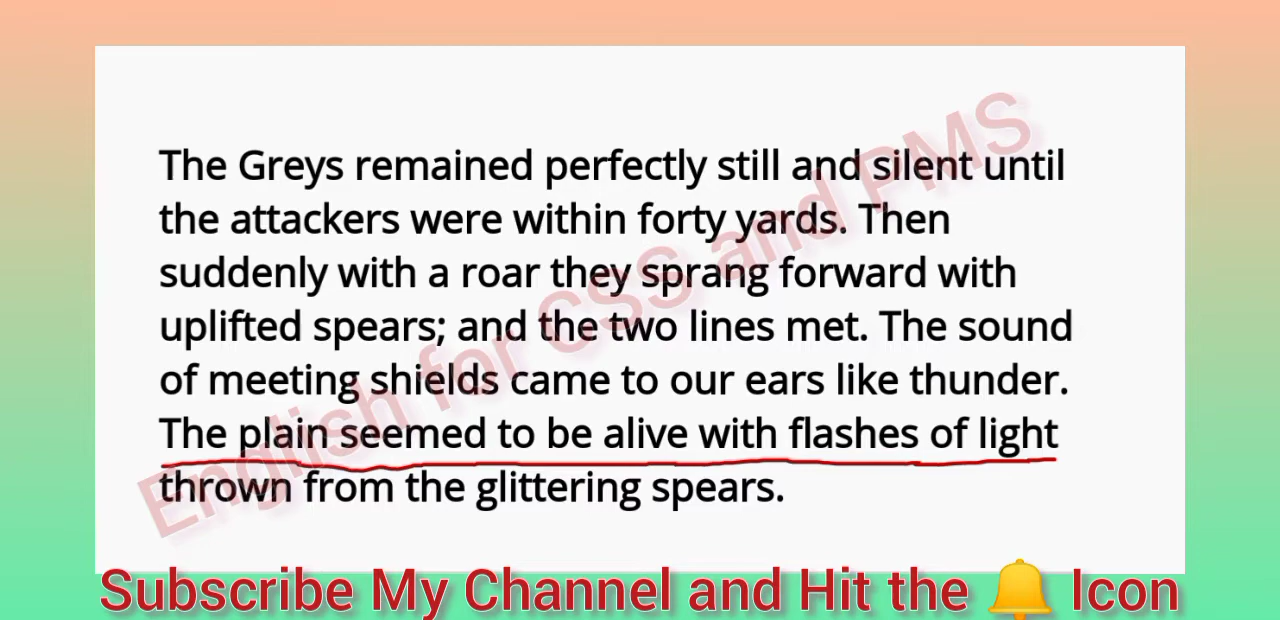 The Greys remained perfectly still and silent until
the attackers were within forty yards. Then
suddenly with a roar they sprang forward with
uplifted spears; and the two lines met. The sound
of meeting shields came to our ears like thunder.
The plain seemed to be alive with flashes of light
thrown from the glittering spears.
English for CSS and PMS
Subscribe My Channel and Hit the 🔔 Icon